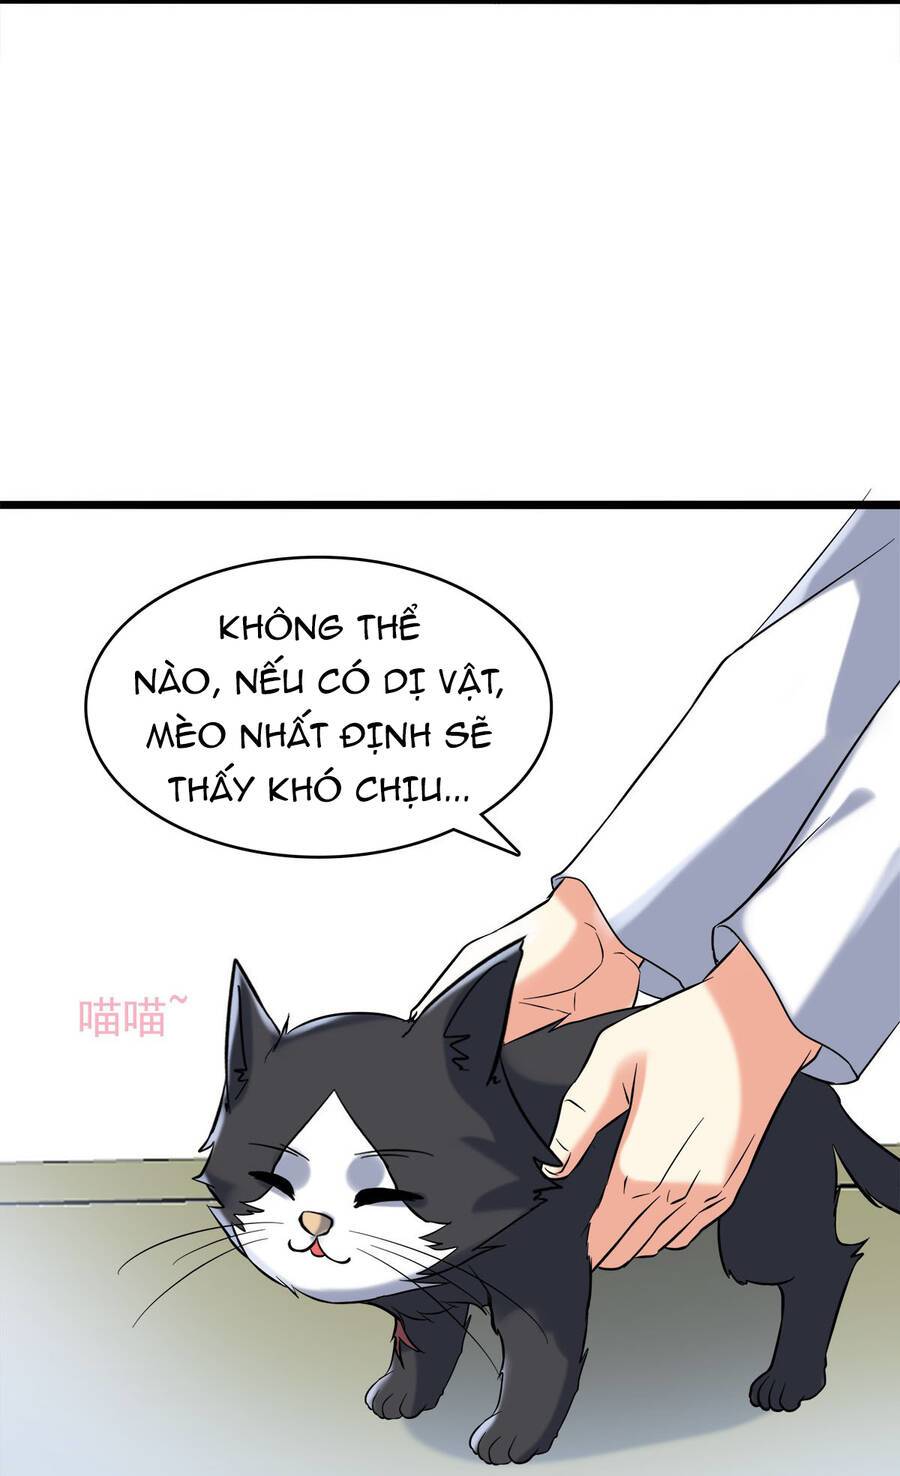 KHÔNG THỂ
NÀO, NẾU CÓ DỊ VẬT,
MÈO NHẤT ĐỊNH SẼ
THẤY KHÓ CHỊU...
喵喵~